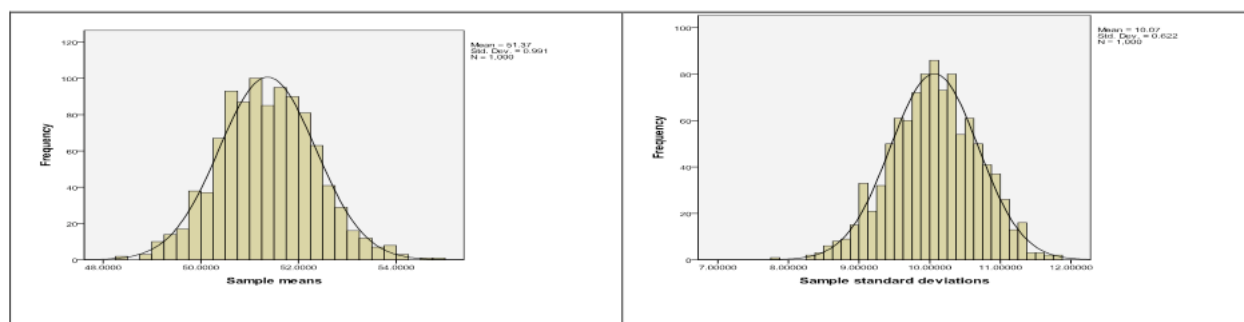 Mean = 51.37
Std. Dev. = 0.991
N = 1,000
120
100
80
60
40
20
0
Frequency
48.0000 50.0000 52.0000 54.0000
Sample means
Mean = 10.07
Std. Dev. = 0.622
N = 1,000
100
80
60
40
20
0
Frequency
7.00000 8.00000 9.00000 10.00000 11.00000 12.00000
Sample standard deviations